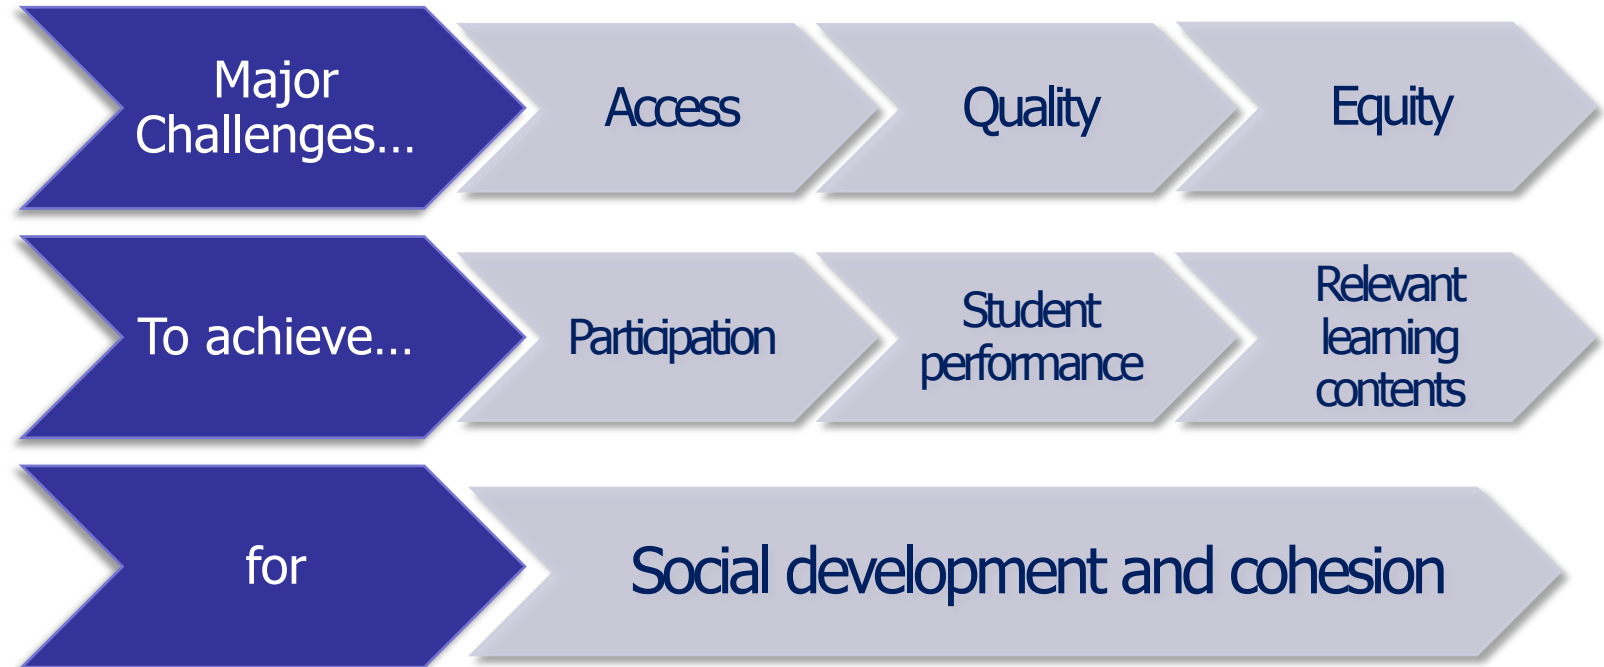 Major
Challenges...
Access
Quality
Equity
To achieve...
Participation
Student
performance
Relevant
learning
contents
for
Social development and cohesion